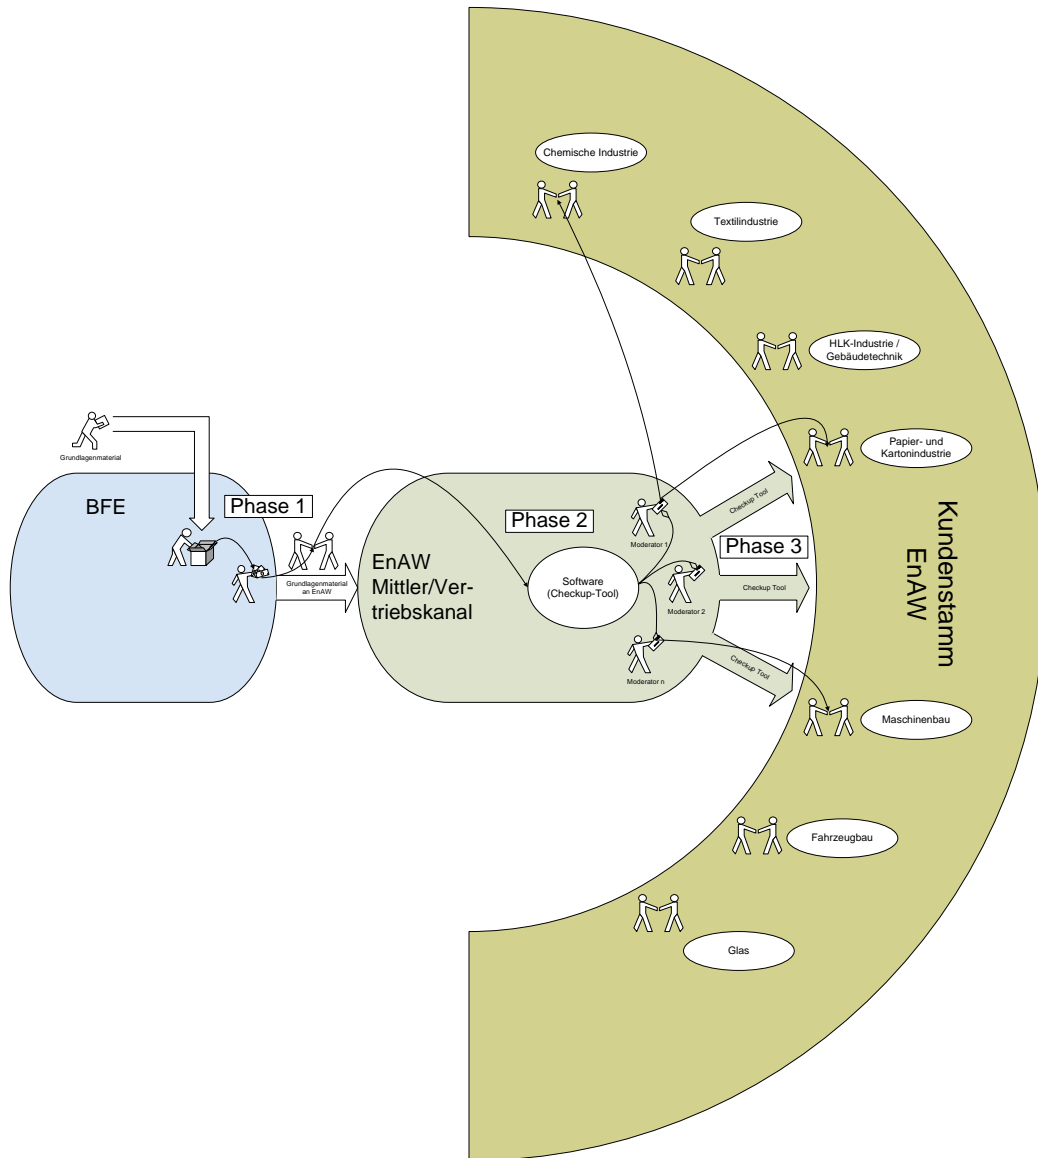 Chemische Industrie
Textilindustrie
HLK-Industrie /
Gebäudetechnik
Papier- und
Kartonindustrie
Grundlagenmaterial
BFE
Phase 1
Grundlagenmaterial
an EnAW
EnAW
Mittler/Ver-
triebskanal
Phase 2
Software
(Checkup-Tool)
Moderator 1
Moderator 2
Moderator n
Phase 3
Checkup Tool
Checkup Tool
Checkup Tool
Kundenstamm
EnAW
Maschinenbau
Fahrzeugbau
Glas